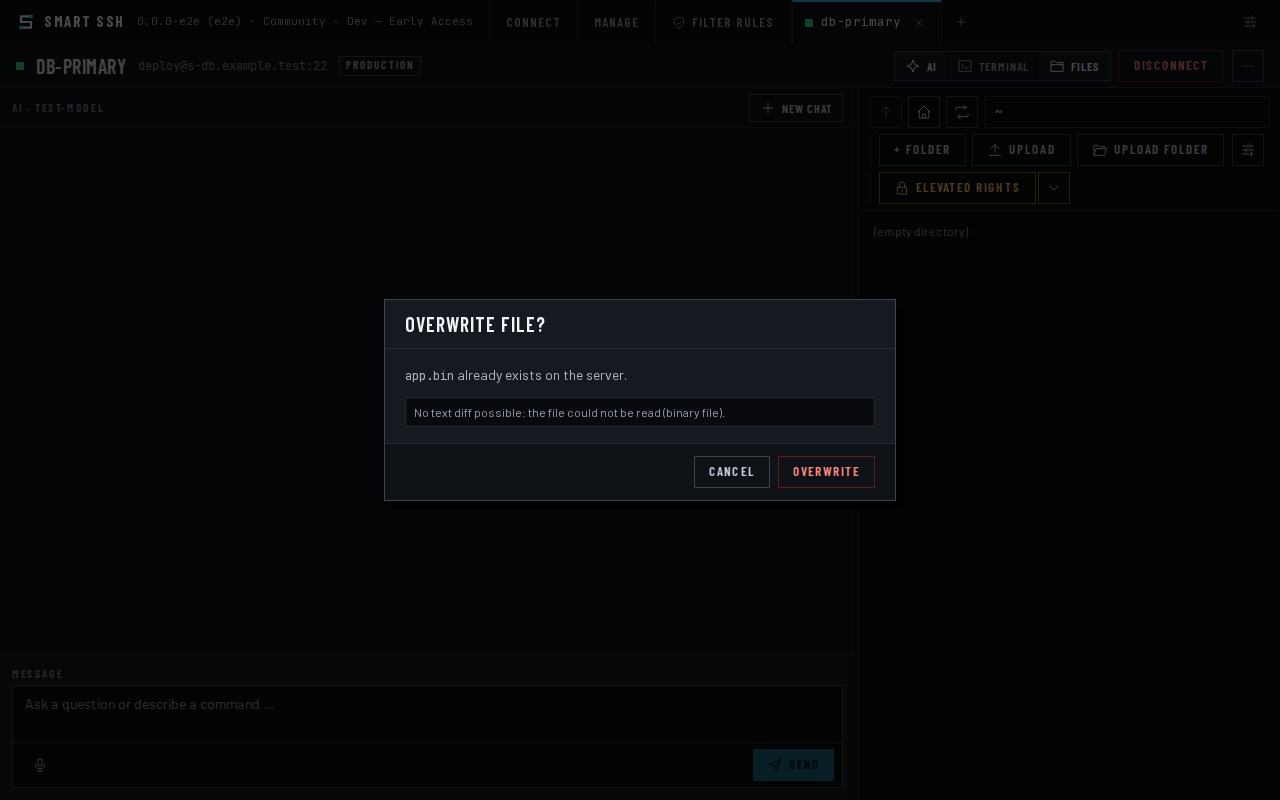 SMART SSH 0.0.0-e2e (e2e) · Community · Dev — Early Access CONNECT MANAGE FILTER RULES db-primary × +
DB-PRIMARY deploy@s-db.example.test:22 PRODUCTION AI TERMINAL FILES DISCONNECT ...
AI · TEST-MODEL + NEW CHAT
~
+ FOLDER UPLOAD UPLOAD FOLDER
ELEVATED RIGHTS
(empty directory)
OVERWRITE FILE?
app.bin already exists on the server.
No text diff possible: the file could not be read (binary file).
CANCEL OVERWRITE
MESSAGE
Ask a question or describe a command ...
SEND